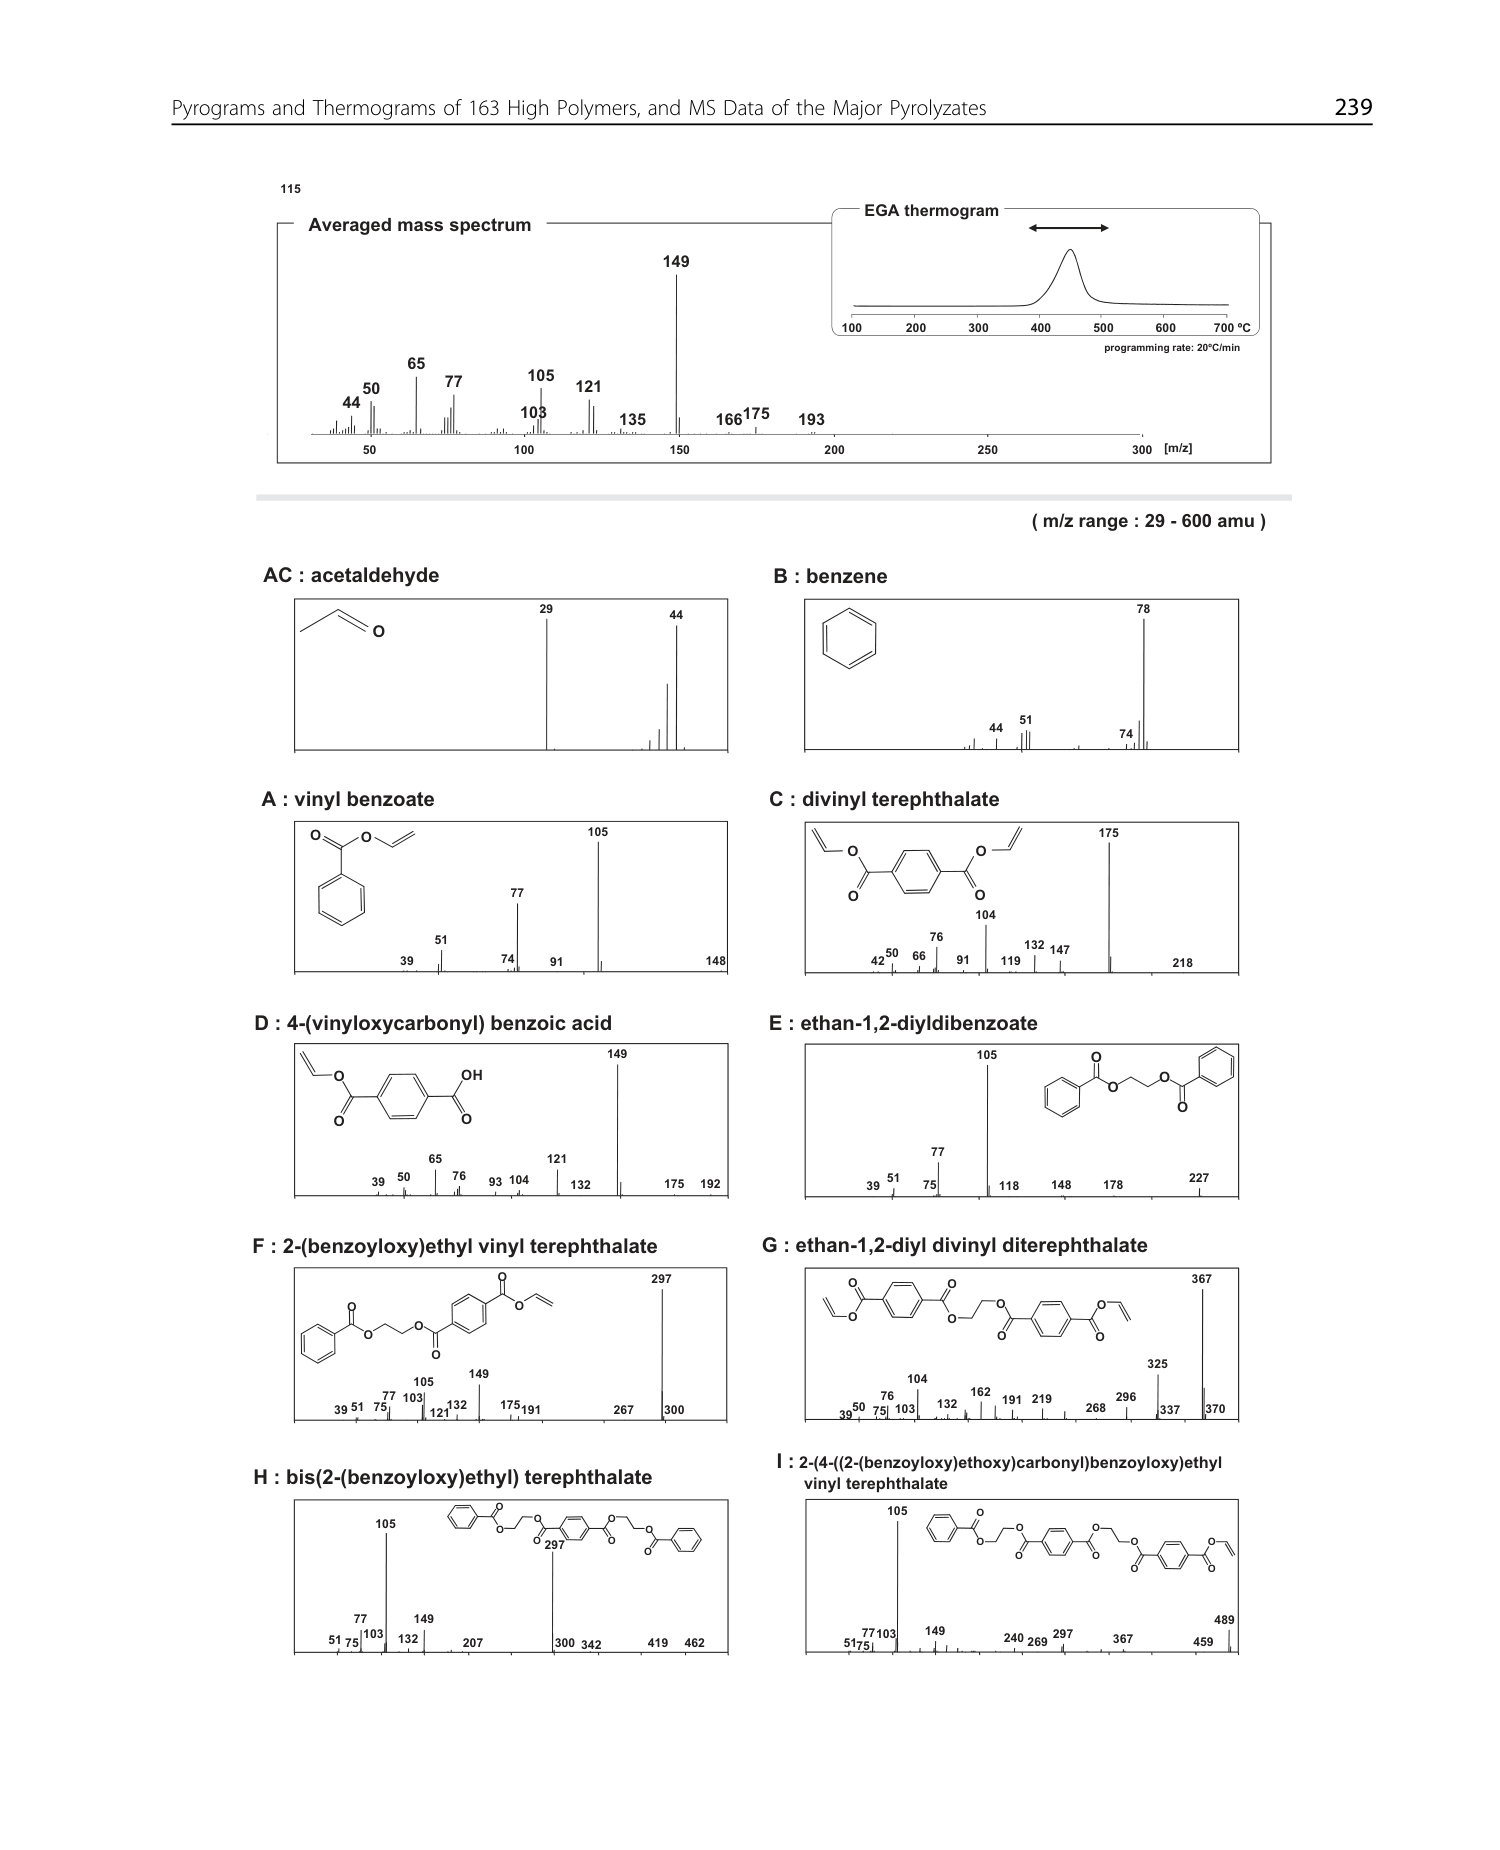 Pyrograms and Thermograms of 163 High Polymers, and MS Data of the Major Pyrolyzates 239
115
Averaged mass spectrum
EGA thermogram
100 200 300 400 500 600 700 ºC
programming rate: 20ºC/min
149
65
50
77
44
105
103
121
135
166
175
193
50 100 150 200 250 300 [m/z]
( m/z range : 29 - 600 amu )
AC : acetaldehyde
O
29
44
B : benzene
78
44
51
74
A : vinyl benzoate
O
O
105
77
51
39
74
91
148
C : divinyl terephthalate
O
O
O
O
175
104
76
50
42
66
91
119
132
147
218
D : 4-(vinyloxycarbonyl) benzoic acid
O
OH
O
O
149
65
121
39
50
76
93
104
132
175
192
E : ethan-1,2-diyldibenzoate
O
O
O
O
105
77
39
51
75
118
148
178
227
F : 2-(benzoyloxy)ethyl vinyl terephthalate
O
O
O
O
O
O
297
149
105
77
103
39
51
75
121
132
175
191
267
300
G : ethan-1,2-diyl divinyl diterephthalate
O
O
O
O
O
O
O
O
367
325
104
76
50
39
75
103
132
162
191
219
268
296
337
370
H : bis(2-(benzoyloxy)ethyl) terephthalate
O
O
O
O
O
O
O
O
105
297
77
149
51
75
103
132
207
300
342
419
462
I : 2-(4-((2-(benzoyloxy)ethoxy)carbonyl)benzoyloxy)ethyl
vinyl terephthalate
O
O
O
O
O
O
O
O
O
O
105
489
77
103
51
75
149
240
269
297
367
459